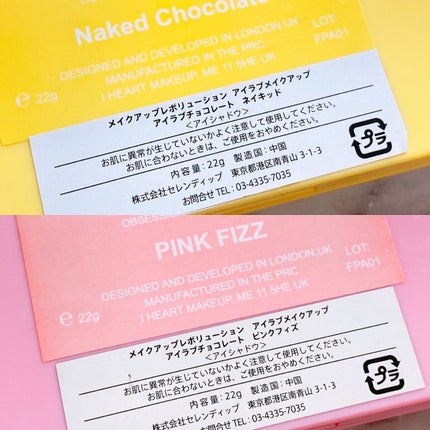 Naked Chocolate
DESIGNED AND DEVELOPED IN LONDON,UK
MANUFACTURED IN THE PRC
I HEART MAKEUP. ME 11 5HE UK
LOT:
FPA01
e 22g
メイクアップレボリューション アイラブメイクアップ
アイラブチョコレート ネイキッド
<アイシャドウ>
お肌に異常が生じていないかよく注意して使用してください。
お肌に合わないときは、ご使用をおやめください。
内容量:22g 製造国:中国
株式会社セレンディップ 東京都港区南青山3-1-3
お問合せ TEL:03-4335-7035
プラ
OBSESSION
PINK FIZZ
DESIGNED AND DEVELOPED IN LONDON,UK
MANUFACTURED IN THE PRC
I HEART MAKEUP. ME 11 5HE UK
LOT:
FPA01
e 22g
メイクアップレボリューション アイラブメイクアップ
アイラブチョコレート ピンクフィズ
<アイシャドウ>
お肌に異常が生じていないかよく注意して使用してください。
お肌に合わないときは、ご使用をおやめください。
内容量:22g 製造国:中国
株式会社セレンディップ 東京都港区南青山3-1-3
お問合せ TEL:03-4335-7035
プラ